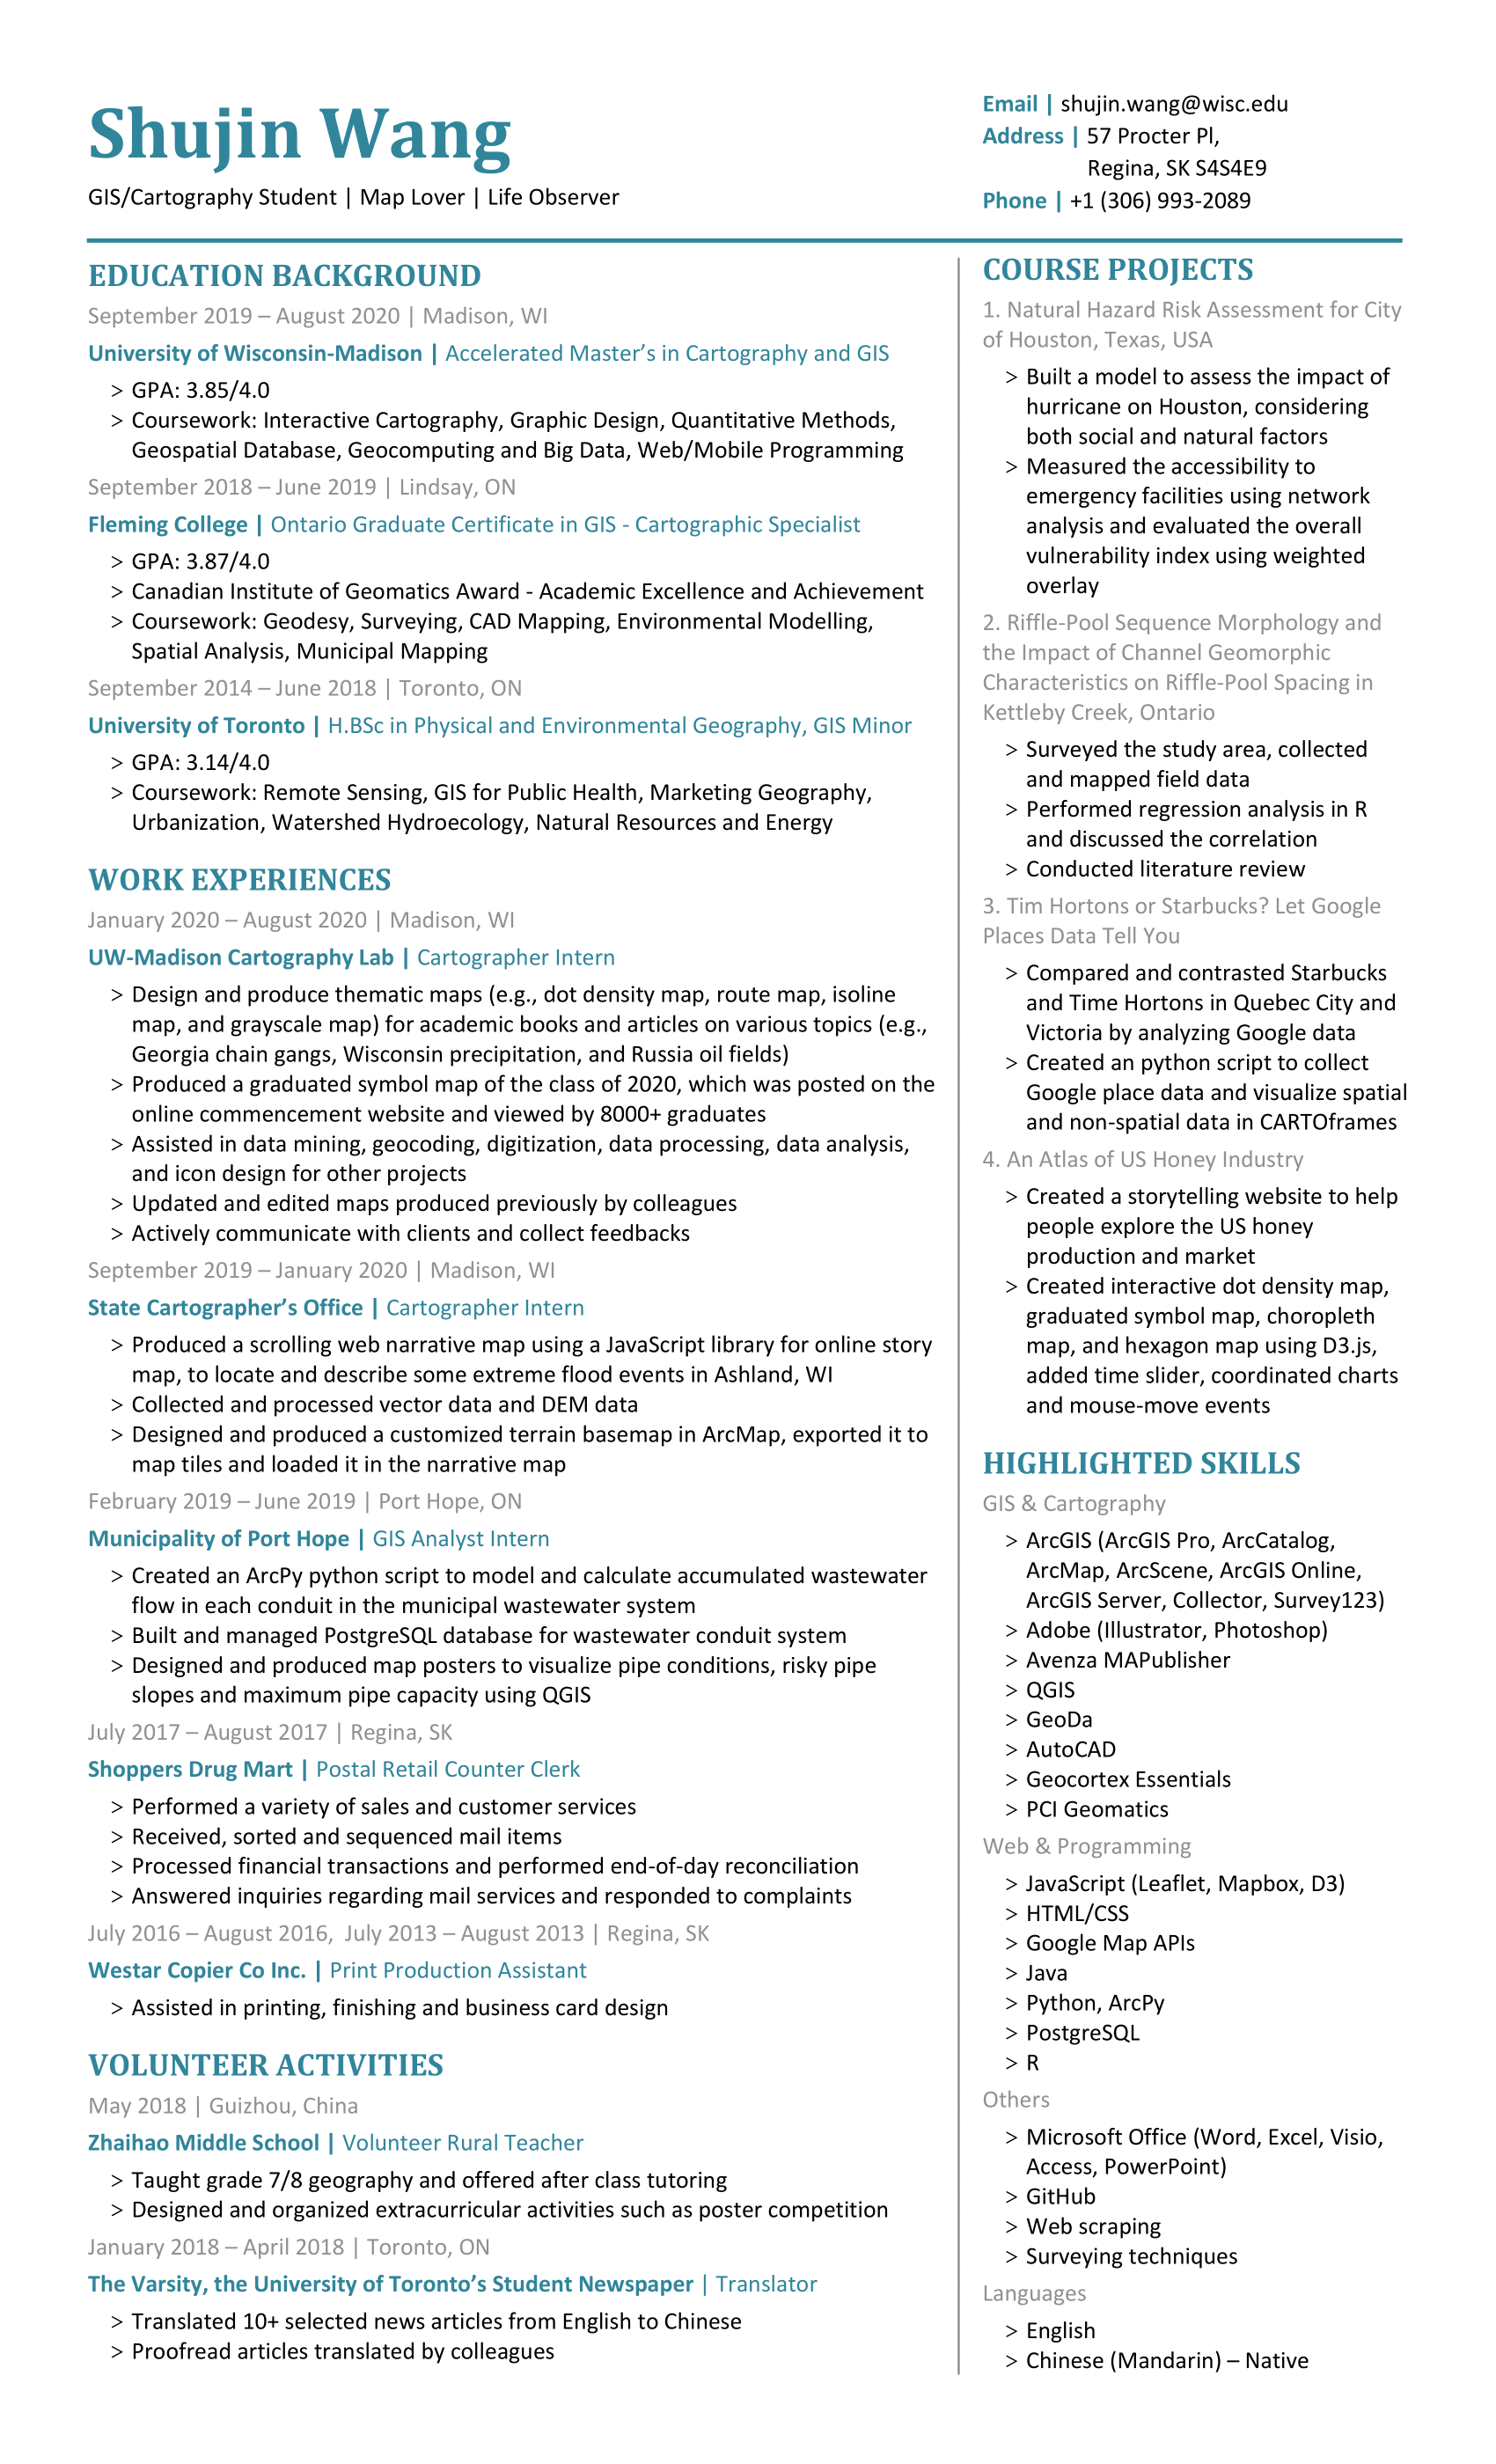 Shujin Wang
GIS/Cartography Student | Map Lover | Life Observer
Email | shujin.wang@wisc.edu
Address | 57 Procter Pl,
Regina, SK S4S4E9
Phone | +1 (306) 993-2089
EDUCATION BACKGROUND
September 2019 – August 2020 | Madison, WI
University of Wisconsin-Madison | Accelerated Master’s in Cartography and GIS
> GPA: 3.85/4.0
> Coursework: Interactive Cartography, Graphic Design, Quantitative Methods,
Geospatial Database, Geocomputing and Big Data, Web/Mobile Programming
September 2018 – June 2019 | Lindsay, ON
Fleming College | Ontario Graduate Certificate in GIS - Cartographic Specialist
> GPA: 3.87/4.0
> Canadian Institute of Geomatics Award - Academic Excellence and Achievement
> Coursework: Geodesy, Surveying, CAD Mapping, Environmental Modelling,
Spatial Analysis, Municipal Mapping
September 2014 – June 2018 | Toronto, ON
University of Toronto | H.BSc in Physical and Environmental Geography, GIS Minor
> GPA: 3.14/4.0
> Coursework: Remote Sensing, GIS for Public Health, Marketing Geography,
Urbanization, Watershed Hydroecology, Natural Resources and Energy
WORK EXPERIENCES
January 2020 – August 2020 | Madison, WI
UW-Madison Cartography Lab | Cartographer Intern
> Design and produce thematic maps (e.g., dot density map, route map, isoline
map, and grayscale map) for academic books and articles on various topics (e.g.,
Georgia chain gangs, Wisconsin precipitation, and Russia oil fields)
> Produced a graduated symbol map of the class of 2020, which was posted on the
online commencement website and viewed by 8000+ graduates
> Assisted in data mining, geocoding, digitization, data processing, data analysis,
and icon design for other projects
> Updated and edited maps produced previously by colleagues
> Actively communicate with clients and collect feedbacks
September 2019 – January 2020 | Madison, WI
State Cartographer’s Office | Cartographer Intern
> Produced a scrolling web narrative map using a JavaScript library for online story
map, to locate and describe some extreme flood events in Ashland, WI
> Collected and processed vector data and DEM data
> Designed and produced a customized terrain basemap in ArcMap, exported it to
map tiles and loaded it in the narrative map
February 2019 – June 2019 | Port Hope, ON
Municipality of Port Hope | GIS Analyst Intern
> Created an ArcPy python script to model and calculate accumulated wastewater
flow in each conduit in the municipal wastewater system
> Built and managed PostgreSQL database for wastewater conduit system
> Designed and produced map posters to visualize pipe conditions, risky pipe
slopes and maximum pipe capacity using QGIS
July 2017 – August 2017 | Regina, SK
Shoppers Drug Mart | Postal Retail Counter Clerk
> Performed a variety of sales and customer services
> Received, sorted and sequenced mail items
> Processed financial transactions and performed end-of-day reconciliation
> Answered inquiries regarding mail services and responded to complaints
July 2016 – August 2016, July 2013 – August 2013 | Regina, SK
Westar Copier Co Inc. | Print Production Assistant
> Assisted in printing, finishing and business card design
VOLUNTEER ACTIVITIES
May 2018 | Guizhou, China
Zhaihao Middle School | Volunteer Rural Teacher
> Taught grade 7/8 geography and offered after class tutoring
> Designed and organized extracurricular activities such as poster competition
January 2018 – April 2018 | Toronto, ON
The Varsity, the University of Toronto’s Student Newspaper | Translator
> Translated 10+ selected news articles from English to Chinese
> Proofread articles translated by colleagues
COURSE PROJECTS
1. Natural Hazard Risk Assessment for City
of Houston, Texas, USA
> Built a model to assess the impact of
hurricane on Houston, considering
both social and natural factors
> Measured the accessibility to
emergency facilities using network
analysis and evaluated the overall
vulnerability index using weighted
overlay
2. Riffle-Pool Sequence Morphology and
the Impact of Channel Geomorphic
Characteristics on Riffle-Pool Spacing in
Kettleby Creek, Ontario
> Surveyed the study area, collected
and mapped field data
> Performed regression analysis in R
and discussed the correlation
> Conducted literature review
3. Tim Hortons or Starbucks? Let Google
Places Data Tell You
> Compared and contrasted Starbucks
and Time Hortons in Quebec City and
Victoria by analyzing Google data
> Created an python script to collect
Google place data and visualize spatial
and non-spatial data in CARTOframes
4. An Atlas of US Honey Industry
> Created a storytelling website to help
people explore the US honey
production and market
> Created interactive dot density map,
graduated symbol map, choropleth
map, and hexagon map using D3.js,
added time slider, coordinated charts
and mouse-move events
HIGHLIGHTED SKILLS
GIS & Cartography
> ArcGIS (ArcGIS Pro, ArcCatalog,
ArcMap, ArcScene, ArcGIS Online,
ArcGIS Server, Collector, Survey123)
> Adobe (Illustrator, Photoshop)
> Avenza MAPublisher
> QGIS
> GeoDa
> AutoCAD
> Geocortex Essentials
> PCI Geomatics
Web & Programming
> JavaScript (Leaflet, Mapbox, D3)
> HTML/CSS
> Google Map APIs
> Java
> Python, ArcPy
> PostgreSQL
> R
Others
> Microsoft Office (Word, Excel, Visio,
Access, PowerPoint)
> GitHub
> Web scraping
> Surveying techniques
Languages
> English
> Chinese (Mandarin) – Native